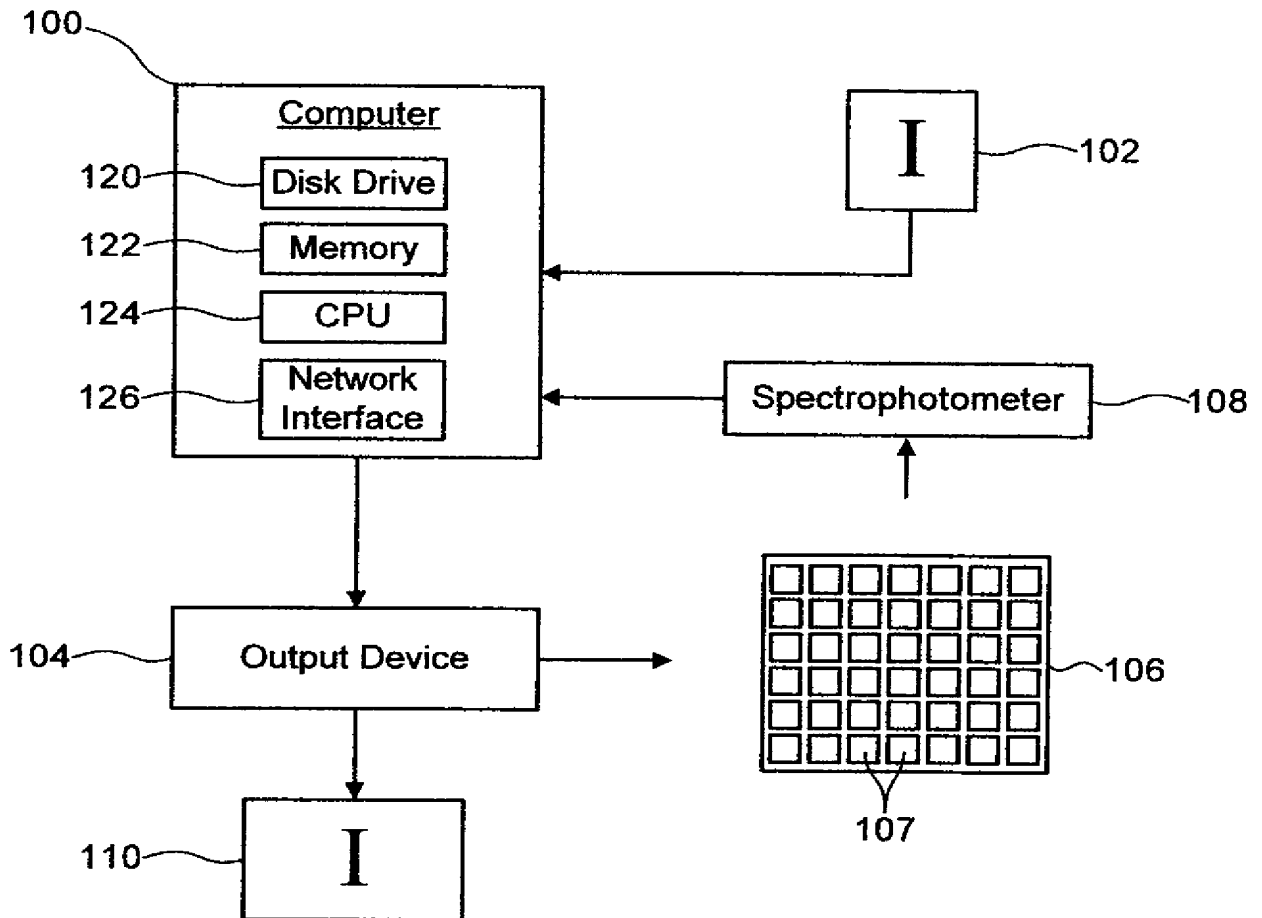 100
Computer
I
102
120
Disk Drive
122
Memory
124
CPU
126
Network
Interface
Spectrophotometer
108
104
Output Device
106
107
110
I